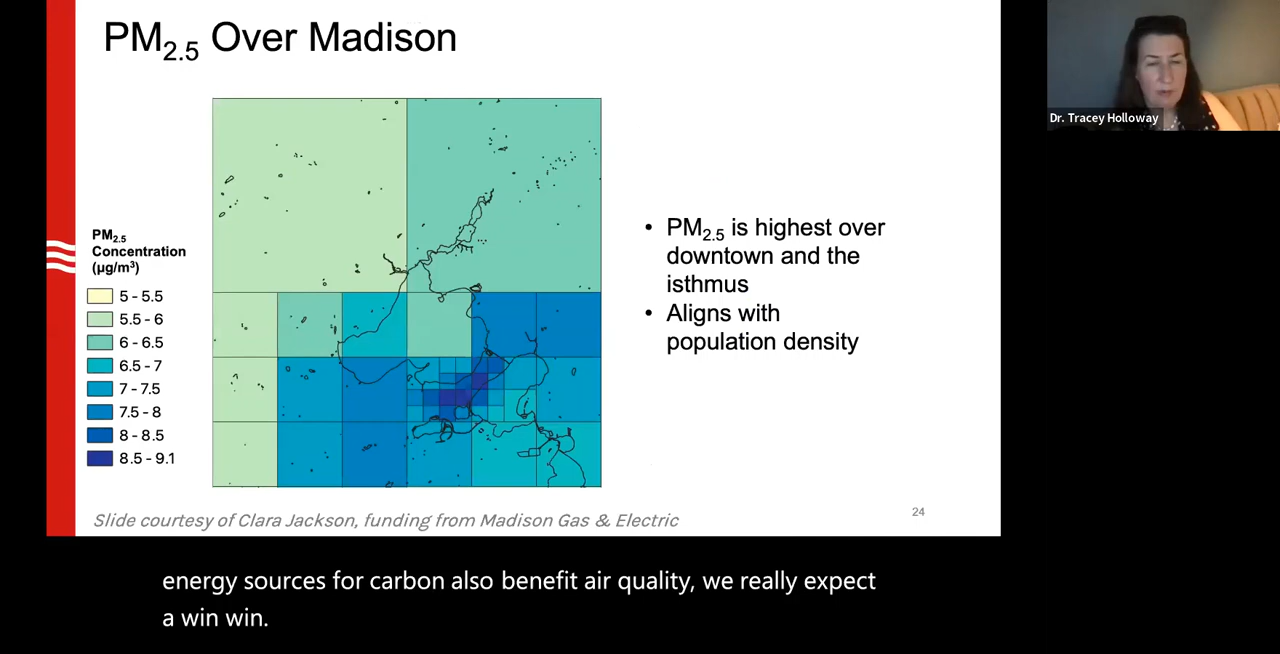 PM2.5 Over Madison
PM2.5
Concentration
(µg/m³)
5 - 5.5
5.5 - 6
6 - 6.5
6.5 - 7
7 - 7.5
7.5 - 8
8 - 8.5
8.5 - 9.1
• PM2.5 is highest over
downtown and the
isthmus
• Aligns with
population density
Slide courtesy of Clara Jackson, funding from Madison Gas & Electric
24
Dr. Tracey Holloway
energy sources for carbon also benefit air quality, we really expect
a win win.